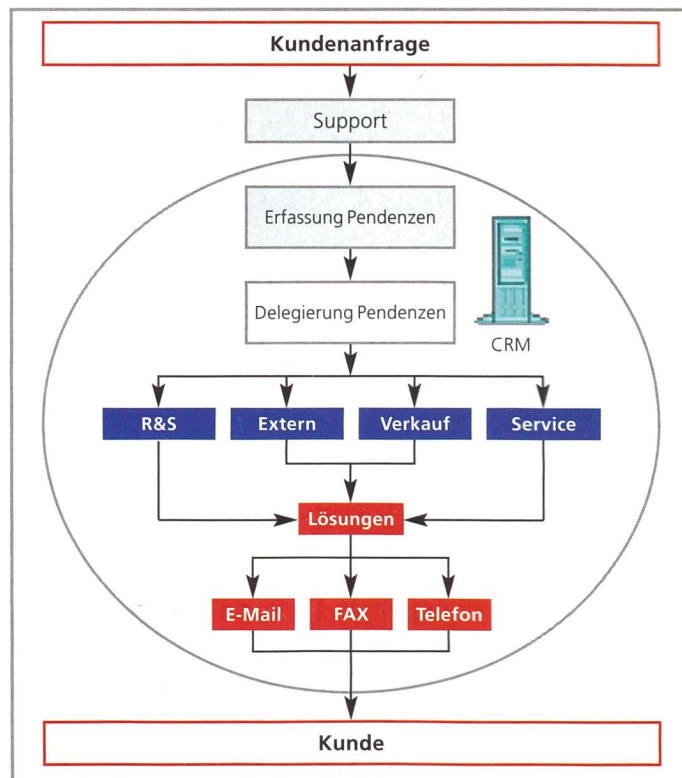 Kundenanfrage
Support
Erfassung Pendenzen
Delegierung Pendenzen
CRM
R&S
Extern
Verkauf
Service
Lösungen
E-Mail
FAX
Telefon
Kunde